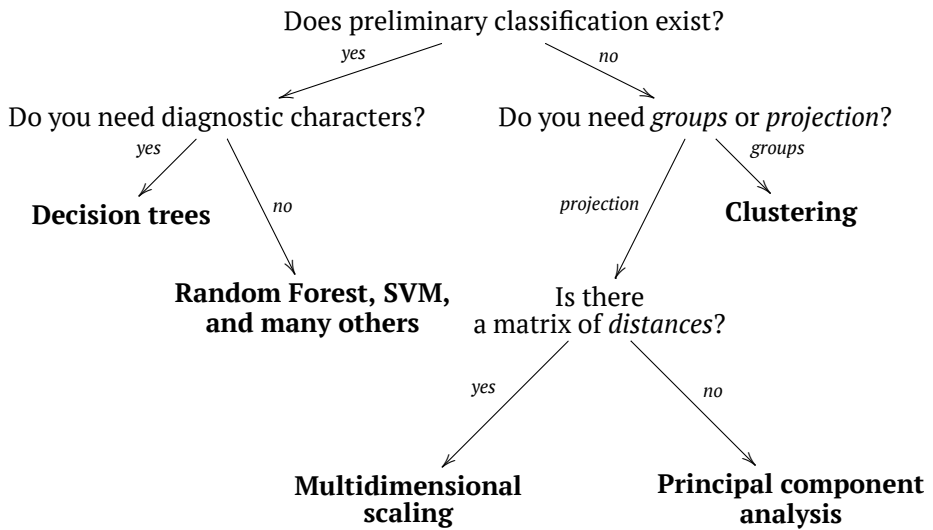 Does preliminary classification exist?
yes
no
Do you need diagnostic characters?
Do you need groups or projection?
yes
groups
Decision trees
no
projection
Clustering
Random Forest, SVM,
and many others
Is there
a matrix of distances?
yes
no
Multidimensional
scaling
Principal component
analysis